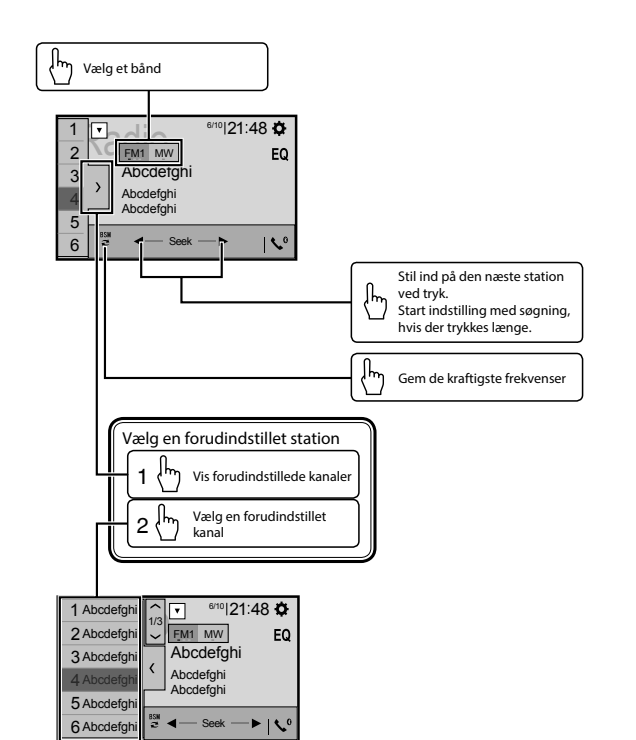 Vælg et bånd
1
2
3
4
5
6
Radio
6/10|21:48
FM1 MW
EQ
Abcdefghi
Abcdefghi
Abcdefghi
BSM
Seek
0
Stil ind på den næste station
ved tryk.
Start indstilling med søgning,
hvis der trykkes længe.
Gem de kraftigste frekvenser
Vælg en forudindstillet station
1 Vis forudindstillede kanaler
2 Vælg en forudindstillet
kanal
1 Abcdefghi
2 Abcdefghi
3 Abcdefghi
4 Abcdefghi
5 Abcdefghi
6 Abcdefghi
1/3
6/10|21:48
FM1 MW
EQ
Abcdefghi
Abcdefghi
Abcdefghi
BSM
Seek
0